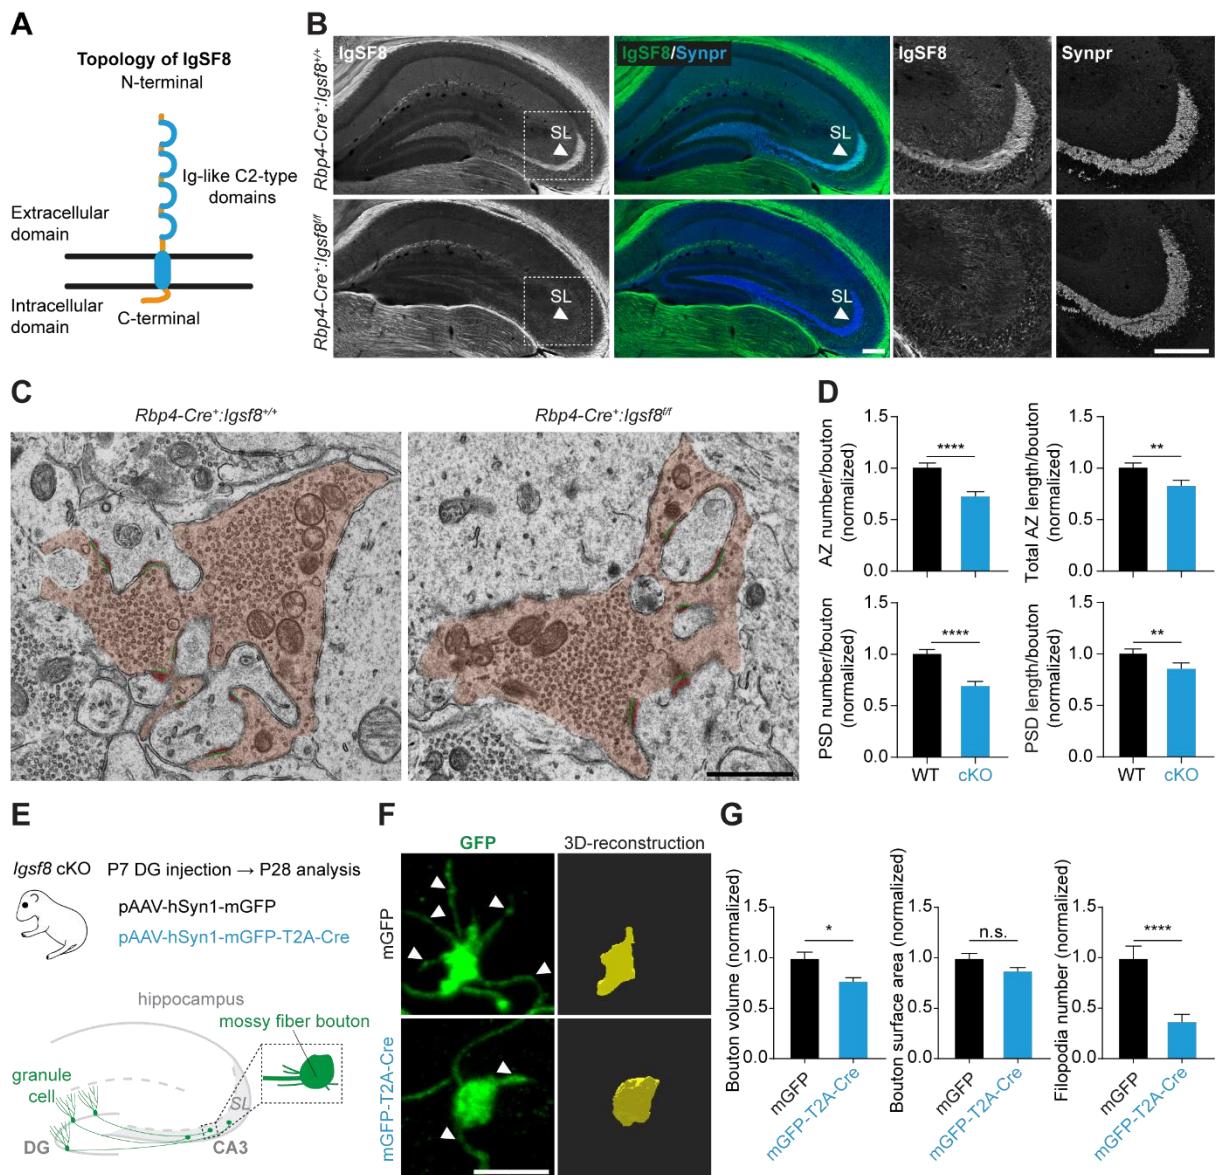 A
Topology of IgSF8
N-terminal
Ig-like C2-type
domains
Extracellular
domain
Intracellular
domain
C-terminal
B
Rbp4-Cre⁺:Igsf8⁺/⁺
IgSF8
SL
IgSF8/Synpr
SL
IgSF8
Synpr
Rbp4-Cre⁺:Igsf8f/f
SL
SL
C
Rbp4-Cre⁺:Igsf8⁺/⁺
Rbp4-Cre⁺:Igsf8f/f
D
AZ number/bouton
(normalized)
1.5
1.0
0.5
0.0
****
Total AZ length/bouton
(normalized)
1.5
1.0
0.5
0.0
**
PSD number/bouton
(normalized)
1.5
1.0
0.5
0.0
****
WT
cKO
PSD length/bouton
(normalized)
1.5
1.0
0.5
0.0
**
WT
cKO
E
Igsf8 cKO
P7 DG injection → P28 analysis
pAAV-hSyn1-mGFP
pAAV-hSyn1-mGFP-T2A-Cre
hippocampus
mossy fiber bouton
granule
cell
SL
DG
CA3
F
GFP
3D-reconstruction
mGFP
mGFP-T2A-Cre
G
Bouton volume (normalized)
1.5
1.0
0.5
0.0
*
mGFP
mGFP-T2A-Cre
Bouton surface area (normalized)
1.5
1.0
0.5
0.0
n.s.
mGFP
mGFP-T2A-Cre
Filopodia number (normalized)
1.5
1.0
0.5
0.0
****
mGFP
mGFP-T2A-Cre